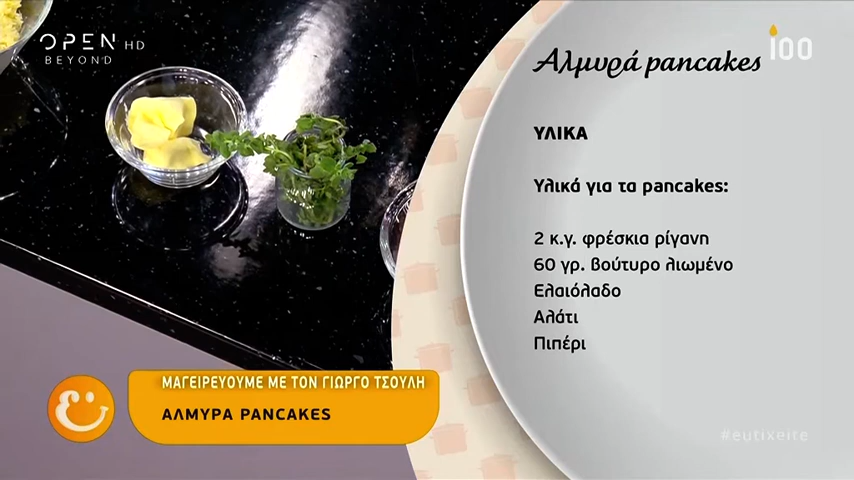 OPEN HD
BEYOND
100
Αλμυρά pancakes
ΥΛΙΚΑ
Υλικά για τα pancakes:
2 κ.γ. φρέσκια ρίγανη
60 γρ. βούτυρο λιωμένο
Ελαιόλαδο
Αλάτι
Πιπέρι
ΜΑΓΕΙΡΕΥΟΥΜΕ ΜΕ ΤΟΝ ΓΙΩΡΓΟ ΤΣΟΥΛΗ
ΑΛΜΥΡΑ PANCAKES
#eutixeite